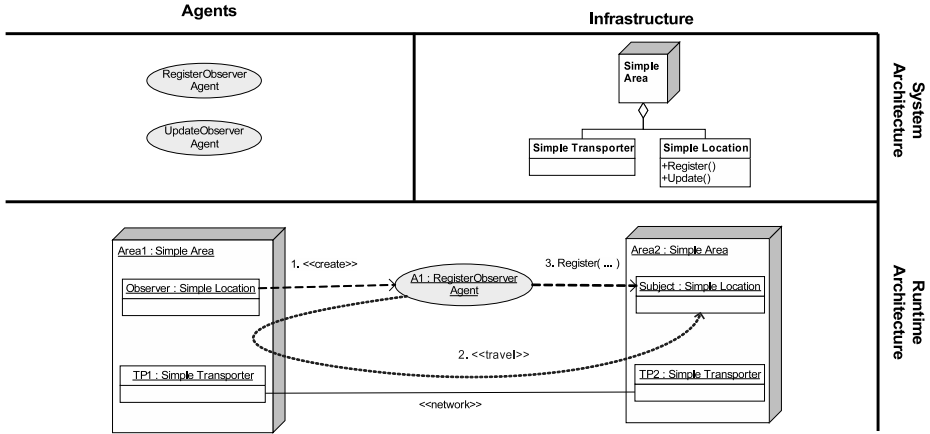 Agents
Infrastructure
RegisterObserver
Agent
UpdateObserver
Agent
Simple
Area
Simple Transporter
Simple Location
+Register()
+Update()
System
Architecture
Area1 : Simple Area
Observer : Simple Location
TP1 : Simple Transporter
1. <<create>>
A1 : RegisterObserver
Agent
3. Register( ... )
2. <<travel>>
<<network>>
Area2 : Simple Area
Subject : Simple Location
TP2 : Simple Transporter
Runtime
Architecture